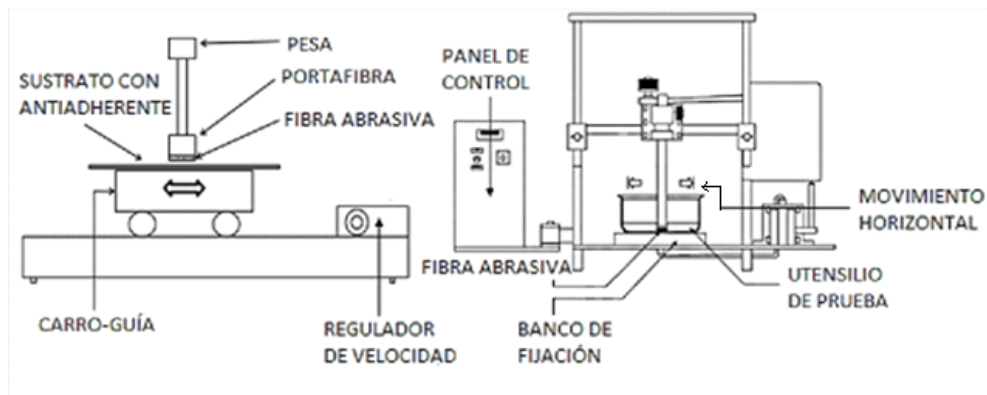 PESA
SUSTRATO CON
ANTIADHERENTE
PORTAFIBRA
FIBRA ABRASIVA
CARRO-GUÍA
REGULADOR
DE VELOCIDAD
PANEL DE
CONTROL
MOVIMIENTO
HORIZONTAL
FIBRA ABRASIVA
UTENSILIO
DE PRUEBA
BANCO DE
FIJACIÓN